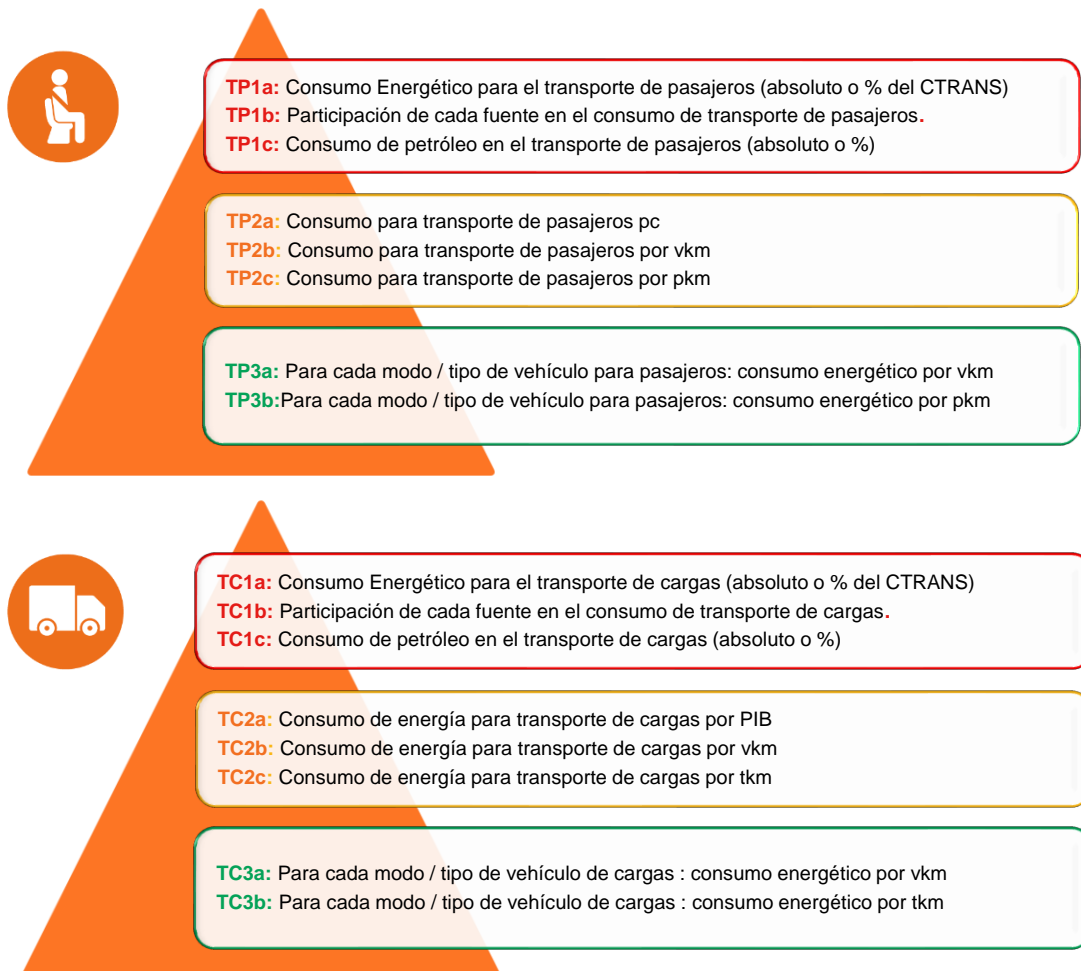 TP1a: Consumo Energético para el transporte de pasajeros (absoluto o % del CTRANS)
TP1b: Participación de cada fuente en el consumo de transporte de pasajeros.
TP1c: Consumo de petróleo en el transporte de pasajeros (absoluto o %)
TP2a: Consumo para transporte de pasajeros pc
TP2b: Consumo para transporte de pasajeros por vkm
TP2c: Consumo para transporte de pasajeros por pkm
TP3a: Para cada modo / tipo de vehículo para pasajeros: consumo energético por vkm
TP3b:Para cada modo / tipo de vehículo para pasajeros: consumo energético por pkm
TC1a: Consumo Energético para el transporte de cargas (absoluto o % del CTRANS)
TC1b: Participación de cada fuente en el consumo de transporte de cargas.
TC1c: Consumo de petróleo en el transporte de cargas (absoluto o %)
TC2a: Consumo de energía para transporte de cargas por PIB
TC2b: Consumo de energía para transporte de cargas por vkm
TC2c: Consumo de energía para transporte de cargas por tkm
TC3a: Para cada modo / tipo de vehículo de cargas : consumo energético por vkm
TC3b: Para cada modo / tipo de vehículo de cargas : consumo energético por tkm